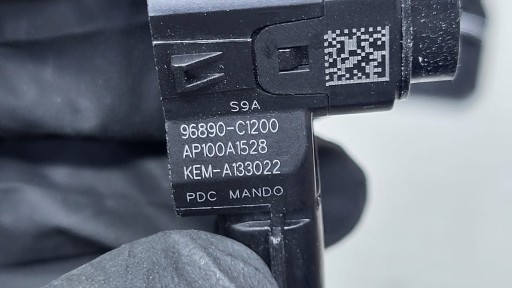 S9A
96890-C1200
AP100A1528
KEM-A133022
PDC MANDO